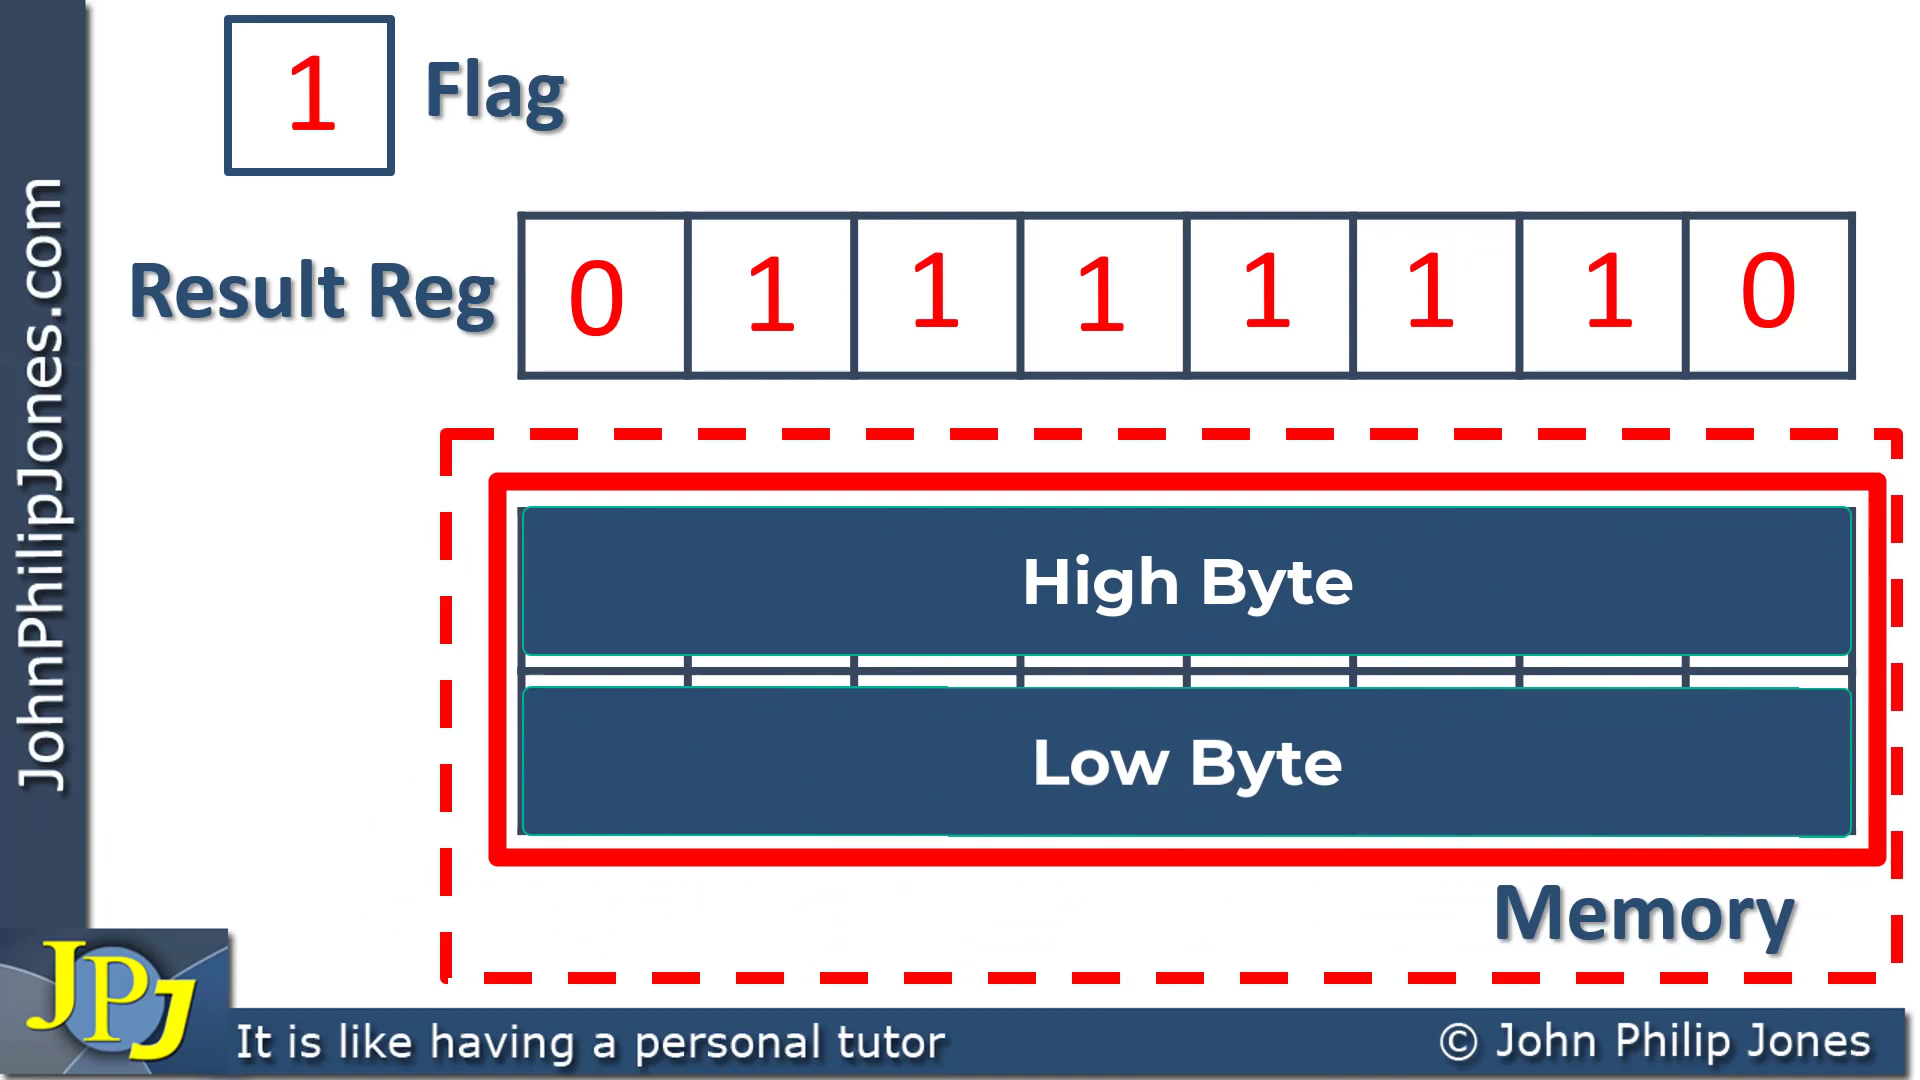 1 Flag
Result Reg 0 1 1 1 1 1 1 0
High Byte
Low Byte
Memory
JohnPhilipJones.com
JPJ
It is like having a personal tutor
© John Philip Jones